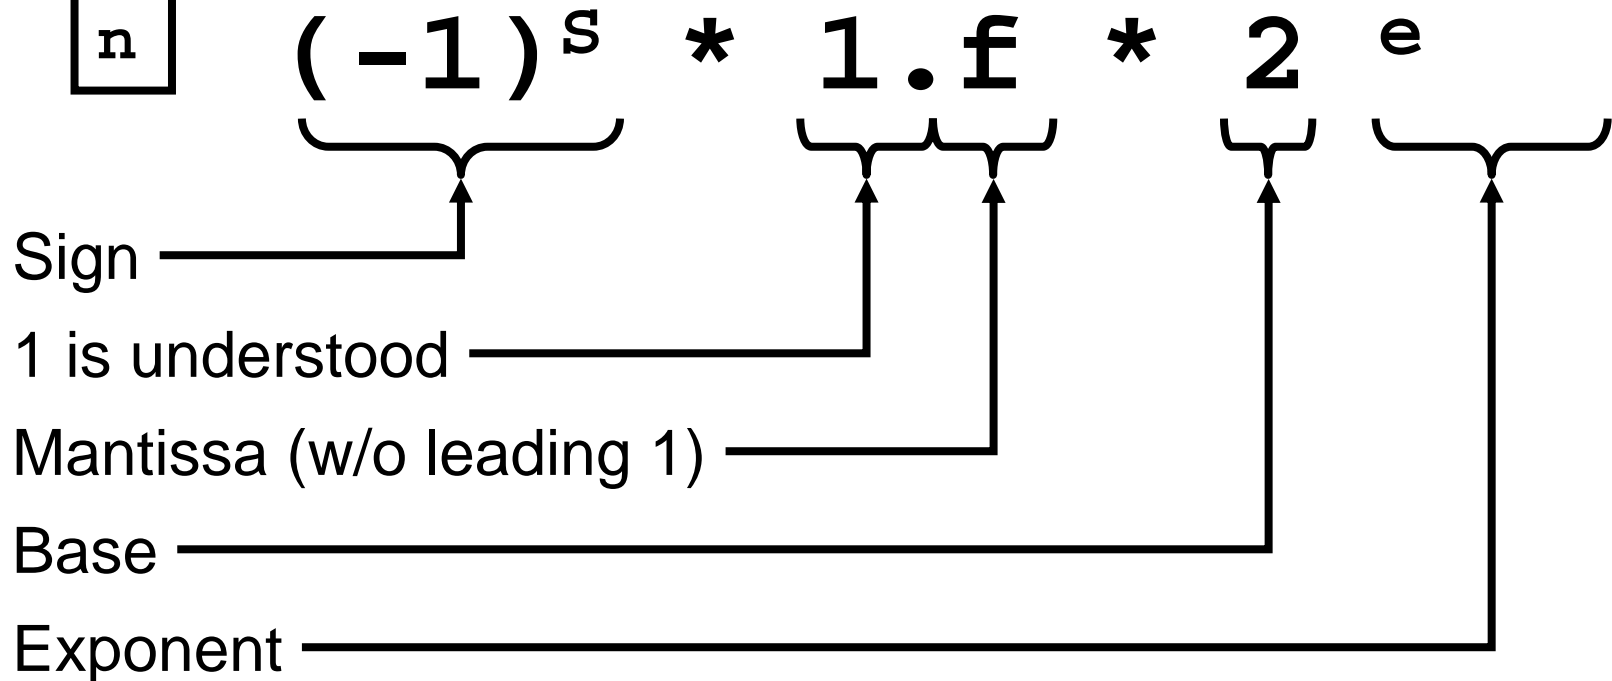 n (-1)S * 1.f * 2 e
Sign
1 is understood
Mantissa (w/o leading 1)
Base
Exponent